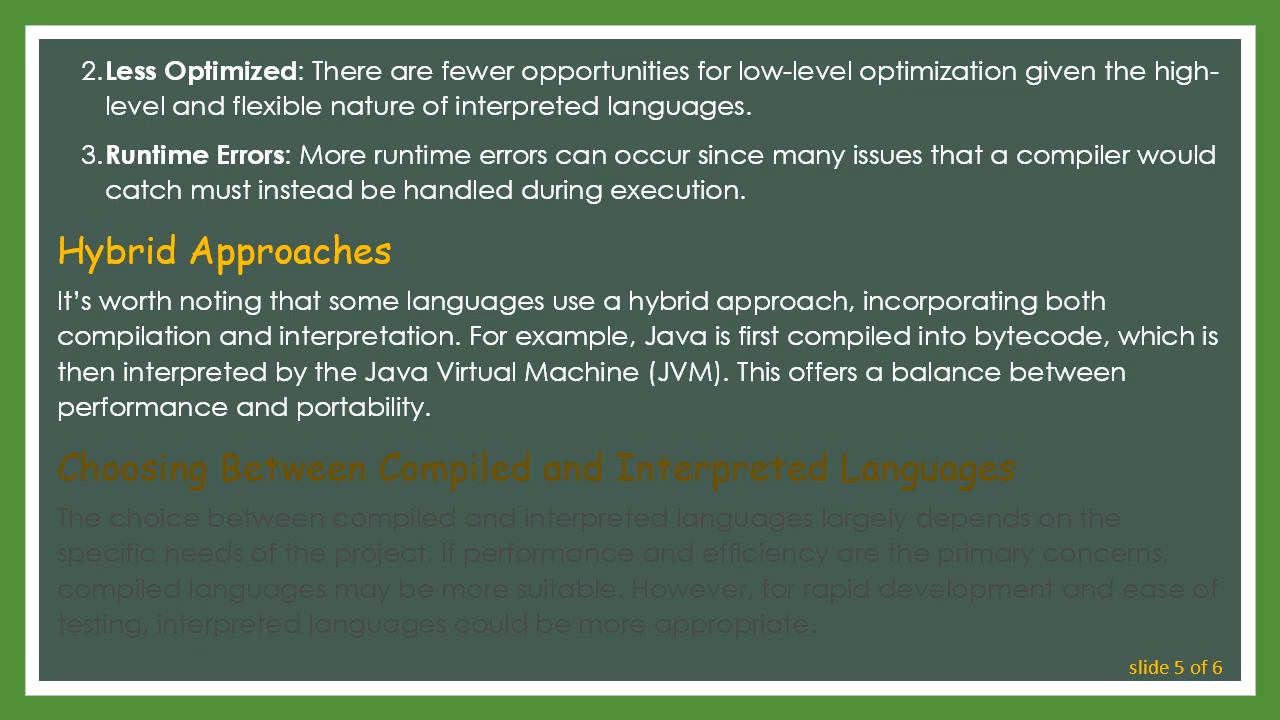 2. Less Optimized: There are fewer opportunities for low-level optimization given the high-
level and flexible nature of interpreted languages.
3. Runtime Errors: More runtime errors can occur since many issues that a compiler would
catch must instead be handled during execution.
Hybrid Approaches
It’s worth noting that some languages use a hybrid approach, incorporating both
compilation and interpretation. For example, Java is first compiled into bytecode, which is
then interpreted by the Java Virtual Machine (JVM). This offers a balance between
performance and portability.
Choosing Between Compiled and Interpreted Languages
The choice between compiled and interpreted languages largely depends on the
specific needs of the project. If performance and efficiency are the primary concerns,
compiled languages may be more suitable. However, for rapid development and ease of
testing, interpreted languages could be more appropriate.
slide 5 of 6